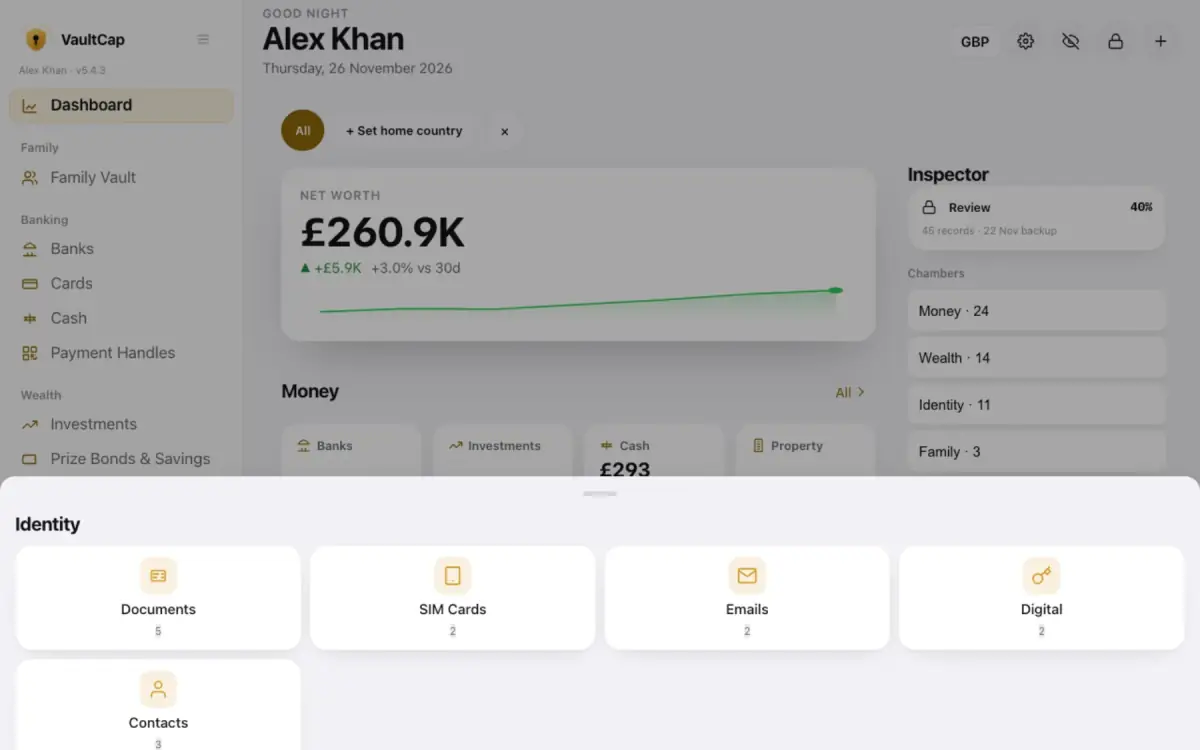 VaultCap
Alex Khan · v5.4.3
Dashboard
Family
Family Vault
Banking
Banks
Cards
Cash
Payment Handles
Wealth
Investments
Prize Bonds & Savings
GOOD NIGHT
Alex Khan
Thursday, 26 November 2026
GBP
All
+ Set home country
×
NET WORTH
£260.9K
▲ +£5.9K +3.0% vs 30d
Money
All >
Banks
Investments
Cash
£293
Property
Inspector
Review 40%
45 records · 22 Nov backup
Chambers
Money · 24
Wealth · 14
Identity · 11
Family · 3
Identity
Documents
5
SIM Cards
2
Emails
2
Digital
2
Contacts
3